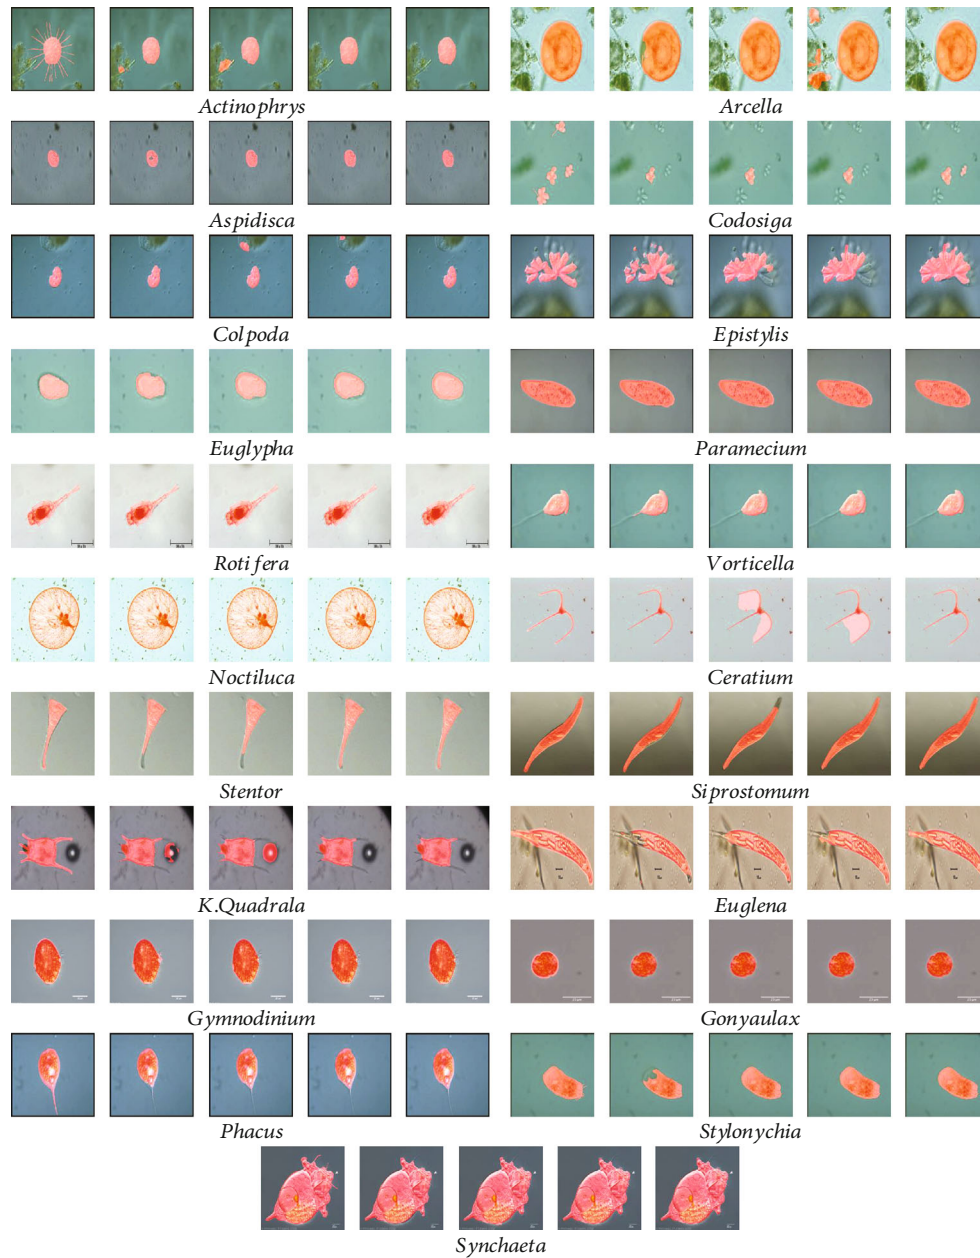 Actinophrys
Arcella
Aspidisca
Codosiga
Colpoda
Epistylis
Euglypha
Paramecium
Rotifera
Vorticella
Noctiluca
Ceratium
Stentor
Siprostomum
K.Quadrala
Euglena
Gymnodinium
Gonyaulax
Phacus
Stylonychia
Synchaeta